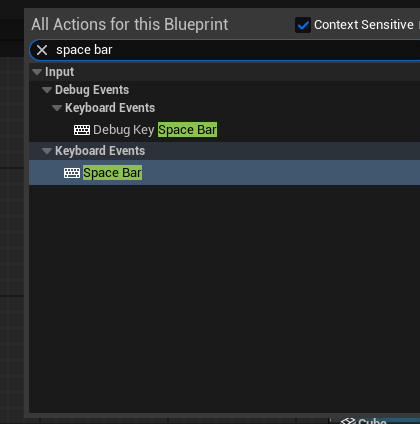 All Actions for this Blueprint
Context Sensitive
space bar
Input
Debug Events
Keyboard Events
Debug Key Space Bar
Keyboard Events
Space Bar
Cube